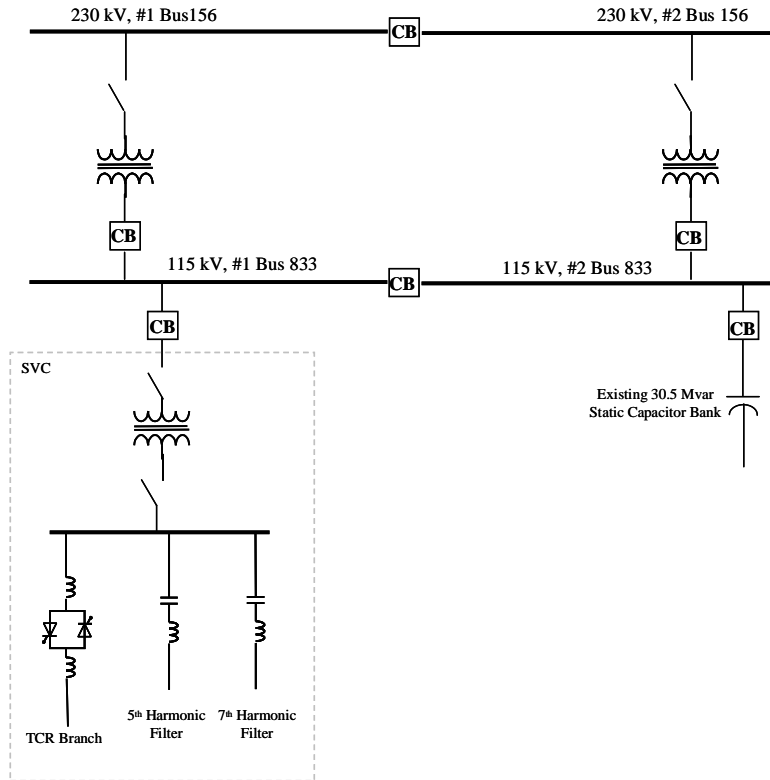 230 kV, #1 Bus156
230 kV, #2 Bus 156
CB
CB
CB
115 kV, #1 Bus 833
115 kV, #2 Bus 833
CB
CB
CB
SVC
Existing 30.5 Mvar
Static Capacitor Bank
5th Harmonic
Filter
7th Harmonic
Filter
TCR Branch